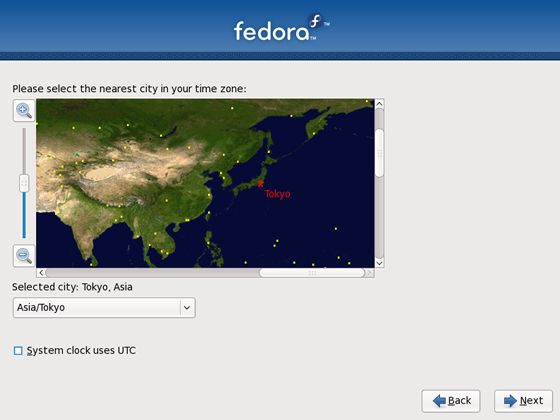 fedora™ f™
Please select the nearest city in your time zone:
Tokyo
Selected city: Tokyo, Asia
Asia/Tokyo
System clock uses UTC
Back
Next